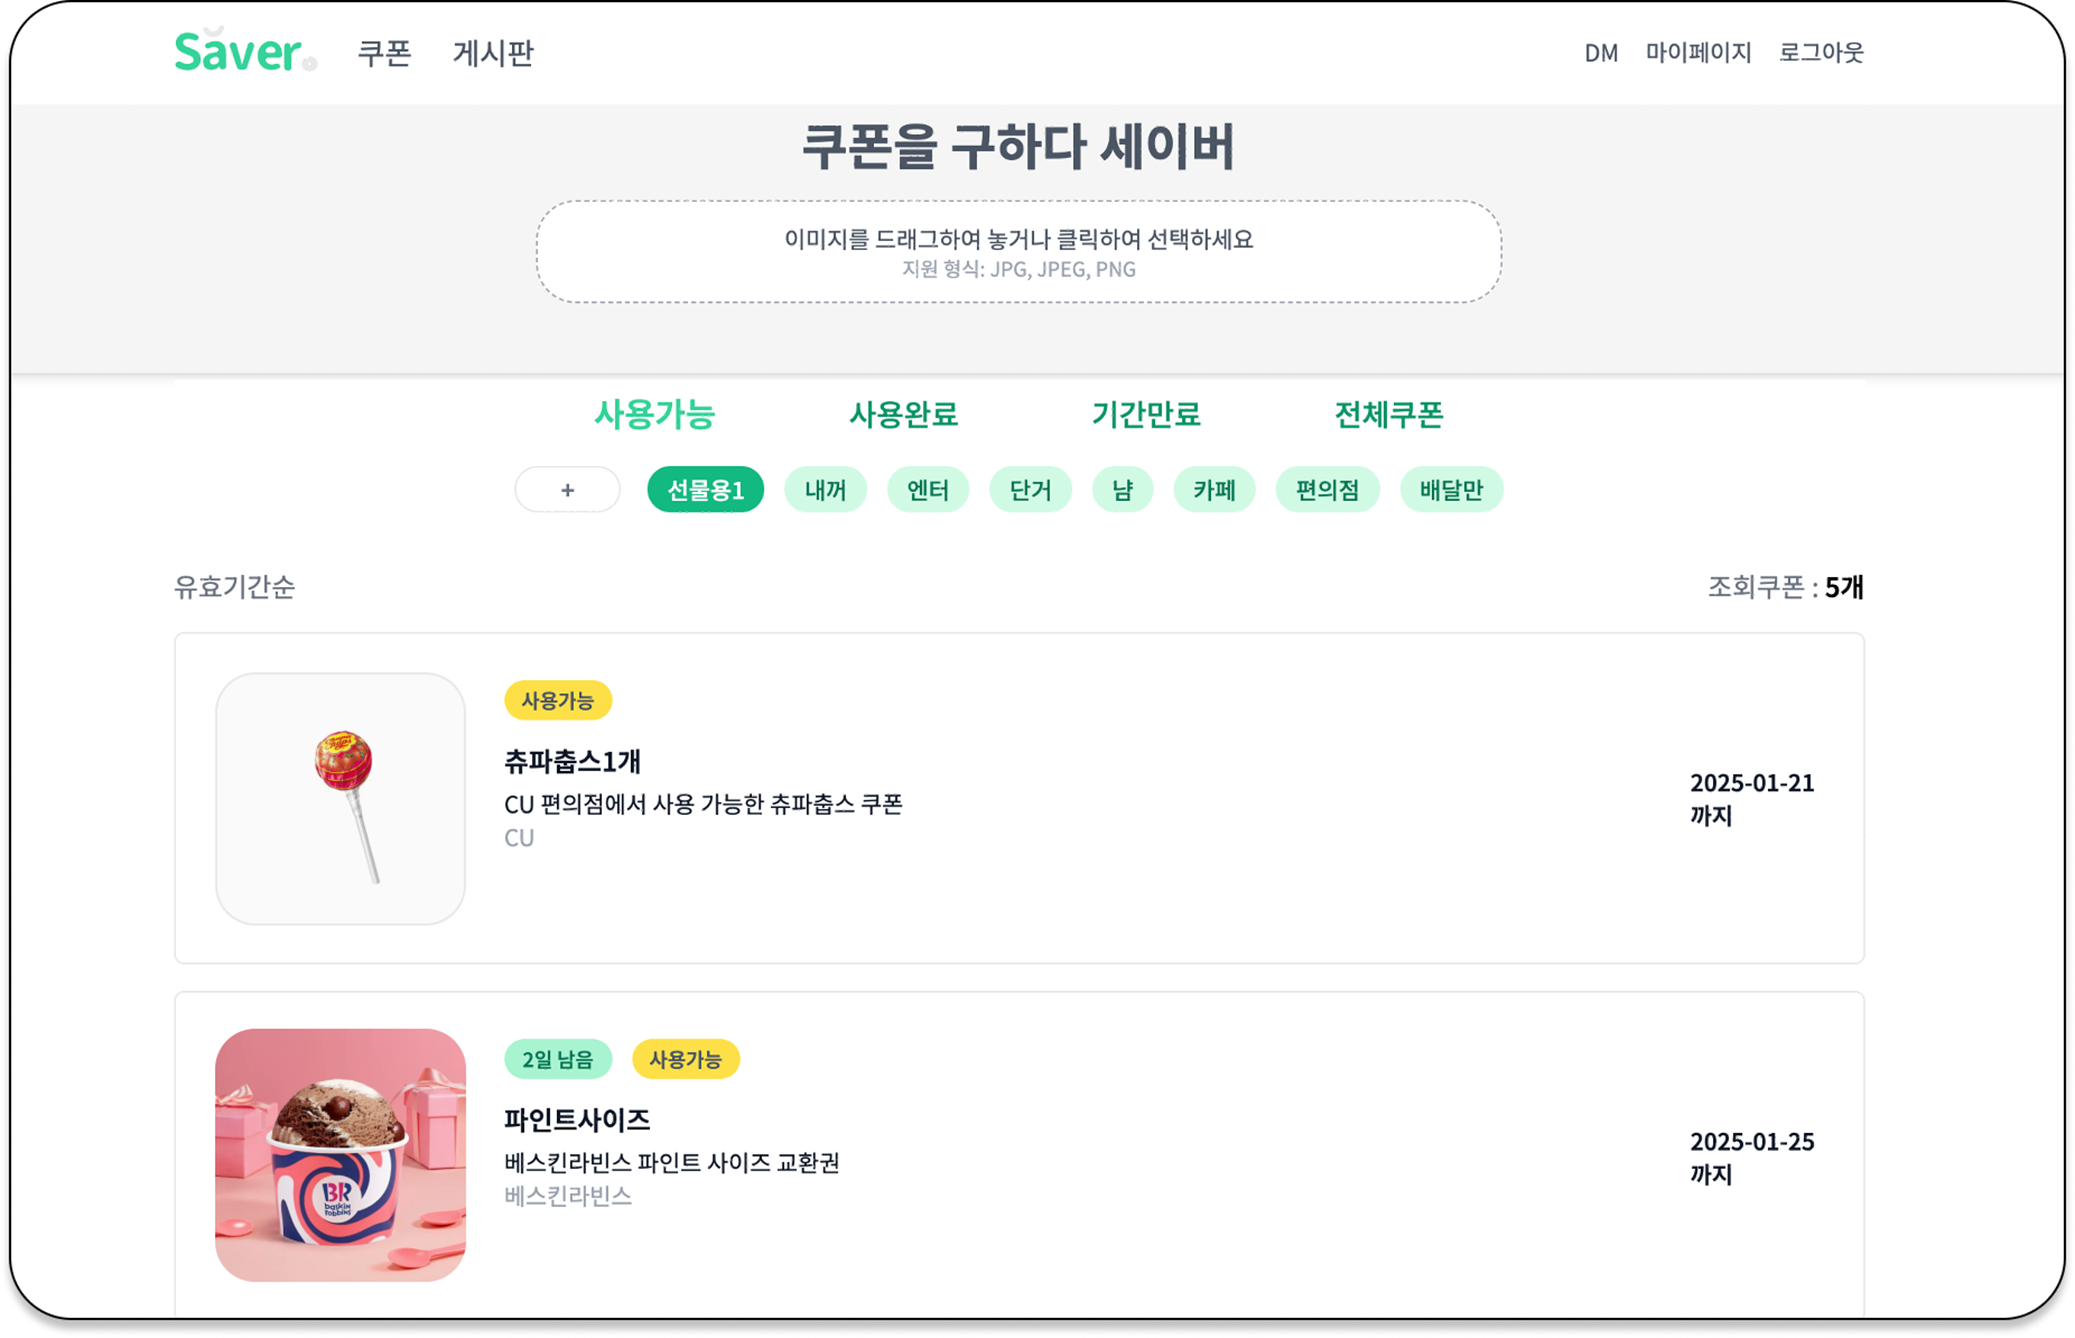 Saver.
쿠폰
게시판
DM
마이페이지
로그아웃
쿠폰을 구하다 세이버
이미지를 드래그하여 놓거나 클릭하여 선택하세요
지원 형식: JPG, JPEG, PNG
사용가능
사용완료
기간만료
전체쿠폰
+
선물용1
내꺼
엔터
단거
냠
카페
편의점
배달만
유효기간순
조회쿠폰 : 5개
사용가능
츄파춥스1개
CU 편의점에서 사용 가능한 츄파춥스 쿠폰
CU
2025-01-21
까지
2일 남음
사용가능
파인트사이즈
베스킨라빈스 파인트 사이즈 교환권
베스킨라빈스
2025-01-25
까지
BR
baskin
robbins